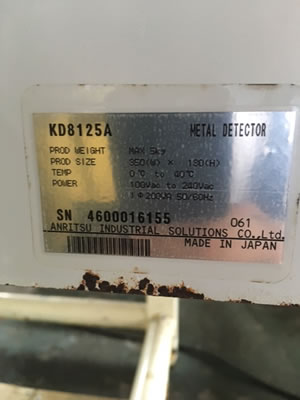 KD8125A METAL DETECTOR
PROD WEIGHT MAX 5kg
PROD SIZE 350(W) × 180(H)
TEMP 0℃ to 40℃
POWER 100Vac to 240Vac
1 Φ 200VA 50/60Hz
SN 4600016155 061
ANRITSU INDUSTRIAL SOLUTIONS CO.,Ltd.
MADE IN JAPAN